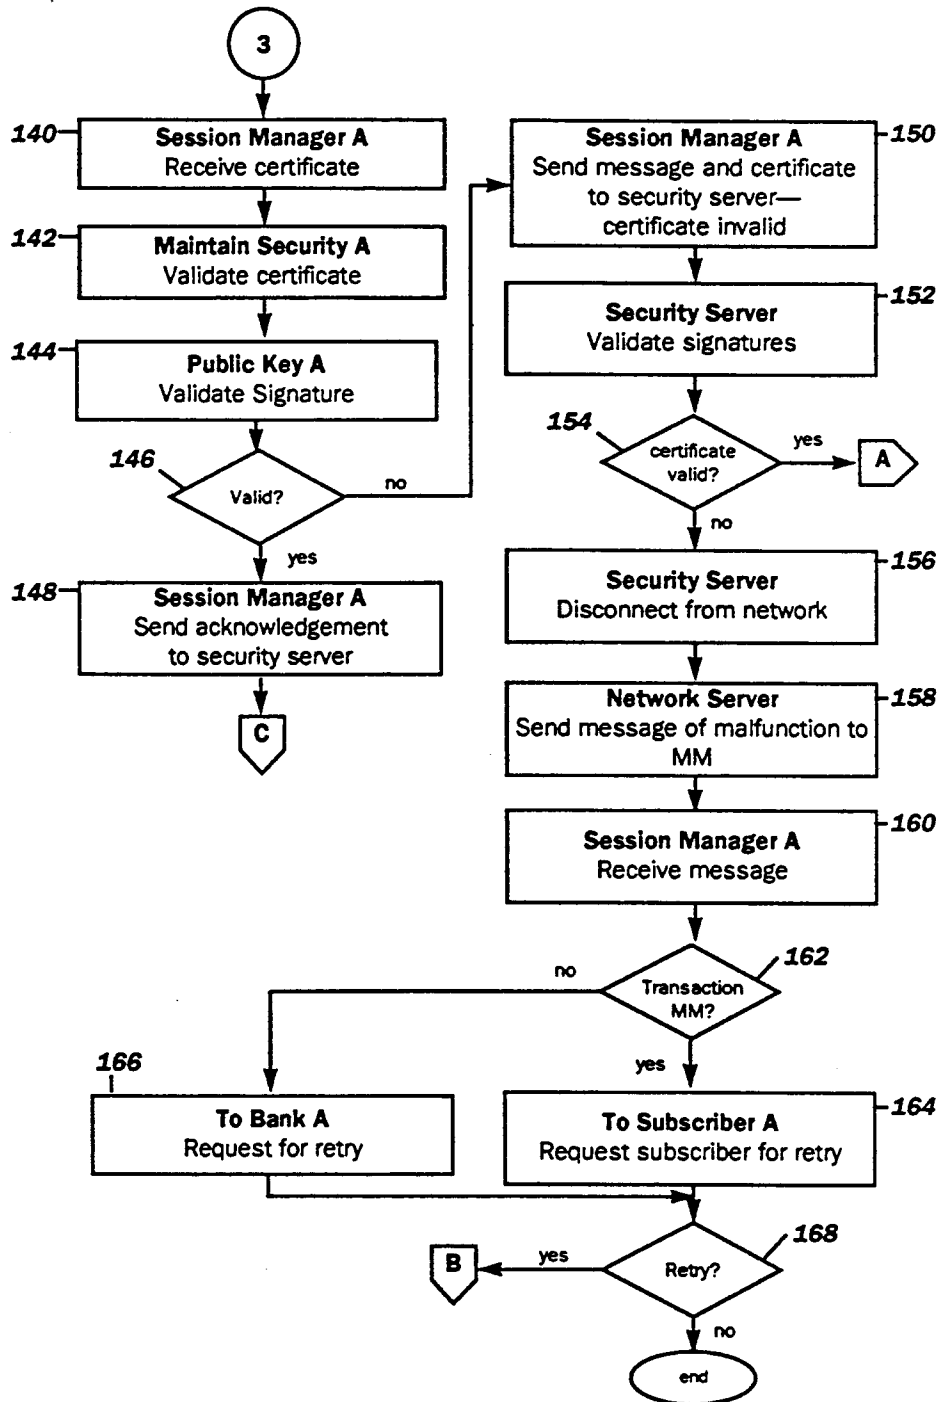 3
140
Session Manager A
Receive certificate
142
Maintain Security A
Validate certificate
144
Public Key A
Validate Signature
146
Valid?
no
yes
148
Session Manager A
Send acknowledgement
to security server
C
150
Session Manager A
Send message and certificate
to security server—
certificate invalid
152
Security Server
Validate signatures
154
certificate
valid?
yes
A
no
156
Security Server
Disconnect from network
158
Network Server
Send message of malfunction to
MM
160
Session Manager A
Receive message
162
Transaction
MM?
no
yes
166
To Bank A
Request for retry
164
To Subscriber A
Request subscriber for retry
168
Retry?
yes
B
no
end